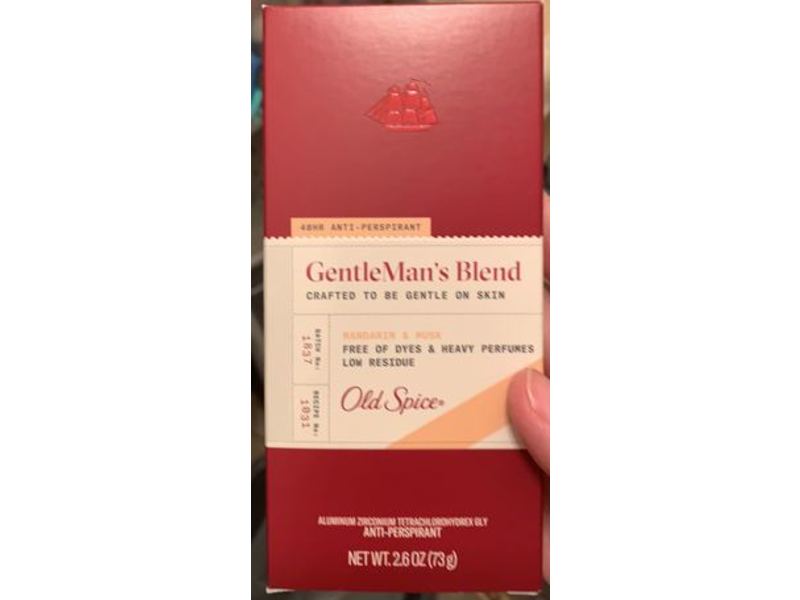 48HR ANTI-PERSPIRANT
GentleMan's Blend
CRAFTED TO BE GENTLE ON SKIN
BATCH No:
1837
MANDARIN & MUSK
FREE OF DYES & HEAVY PERFUMES
LOW RESIDUE
RECIPE No:
1031
Old Spice®
ALUMINUM ZIRCONIUM TETRACHLOROHYDREX GLY
ANTI-PERSPIRANT
NET WT. 2.6 OZ (73 g)